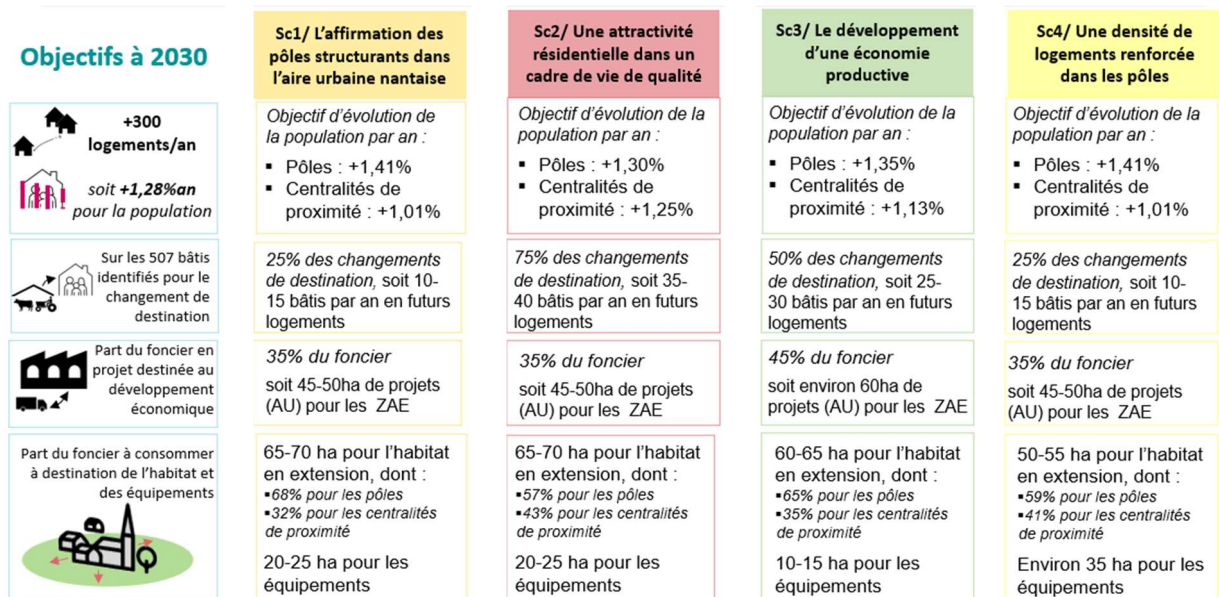 Objectifs à 2030
Sc1/ L'affirmation des
pôles structurants dans
l'aire urbaine nantaise
Sc2/ Une attractivité
résidentielle dans un
cadre de vie de qualité
Sc3/ Le développement
d'une économie
productive
Sc4/ Une densité de
logements renforcée
dans les pôles
+300
logements/an
soit +1,28%an
pour la population
Objectif d'évolution de
la population par an :
▪ Pôles : +1,41%
▪ Centralités de
proximité : +1,01%
Objectif d'évolution de la
population par an :
▪ Pôles : +1,30%
▪ Centralités de
proximité : +1,25%
Objectif d'évolution de la
population par an :
▪ Pôles : +1,35%
▪ Centralités de
proximité : +1,13%
Objectif d'évolution de la
population par an :
▪ Pôles : +1,41%
▪ Centralités de
proximité : +1,01%
Sur les 507 bâtis
identifiés pour le
changement de
destination
25% des changements
de destination, soit 10-
15 bâtis par an en futurs
logements
75% des changements
de destination, soit 35-
40 bâtis par an en futurs
logements
50% des changements
de destination, soit 25-
30 bâtis par an en futurs
logements
25% des changements
de destination, soit 10-
15 bâtis par an en futurs
logements
Part du foncier en
projet destinée au
développement
économique
35% du foncier
soit 45-50ha de projets
(AU) pour les ZAE
35% du foncier
soit 45-50ha de projets
(AU) pour les ZAE
45% du foncier
soit environ 60ha de
projets (AU) pour les ZAE
35% du foncier
soit 45-50ha de projets
(AU) pour les ZAE
Part du foncier à consommer
à destination de l'habitat et
des équipements
65-70 ha pour l'habitat
en extension, dont :
▪68% pour les pôles
▪32% pour les centralités
de proximité
20-25 ha pour les
équipements
65-70 ha pour l'habitat
en extension, dont :
▪57% pour les pôles
▪43% pour les centralités
de proximité
20-25 ha pour les
équipements
60-65 ha pour l'habitat
en extension, dont :
▪65% pour les pôles
▪35% pour les centralités
de proximité
10-15 ha pour les
équipements
50-55 ha pour l'habitat
en extension, dont :
▪59% pour les pôles
▪41% pour les centralités
de proximité
Environ 35 ha pour les
équipements